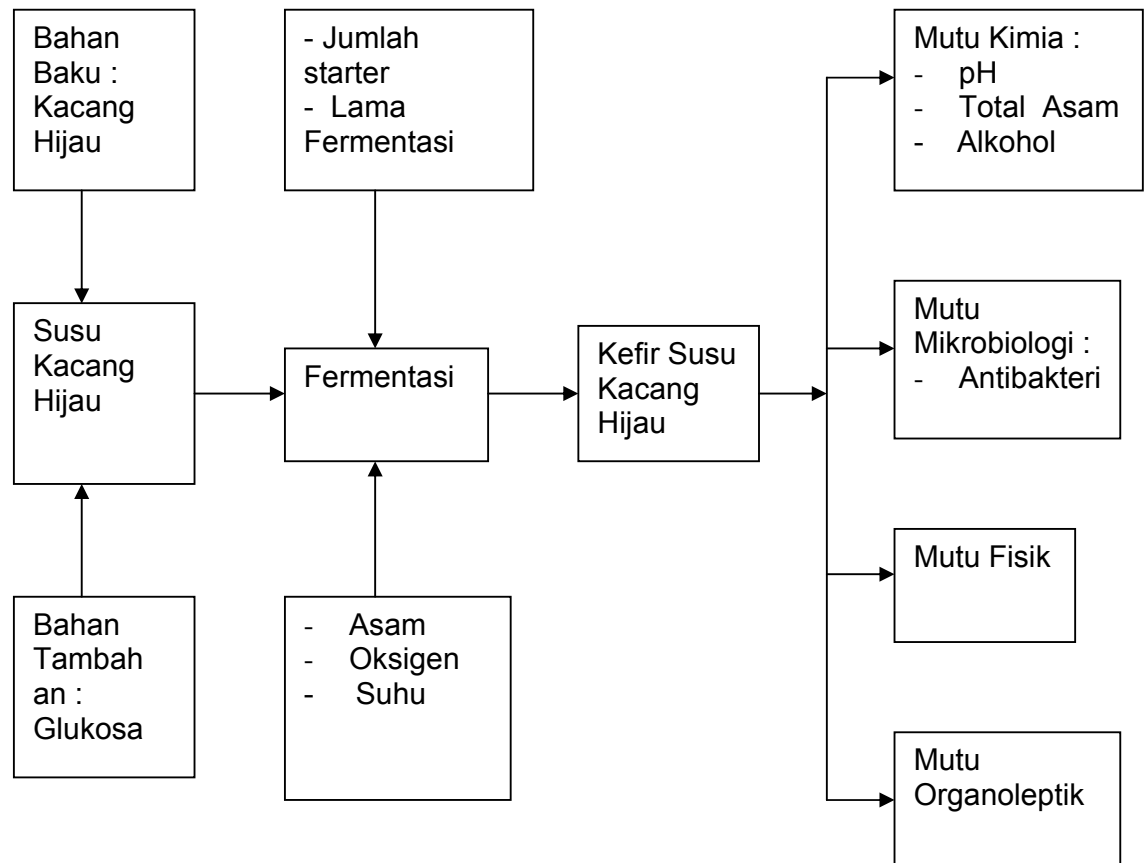 Bahan
Baku :
Kacang
Hijau
- Jumlah
starter
- Lama
Fermentasi
Mutu Kimia :
- pH
- Total Asam
- Alkohol
Susu
Kacang
Hijau
Fermentasi
Kefir Susu
Kacang
Hijau
Mutu
Mikrobiologi :
- Antibakteri
Mutu Fisik
Bahan
Tambah
an :
Glukosa
- Asam
- Oksigen
- Suhu
Mutu
Organoleptik